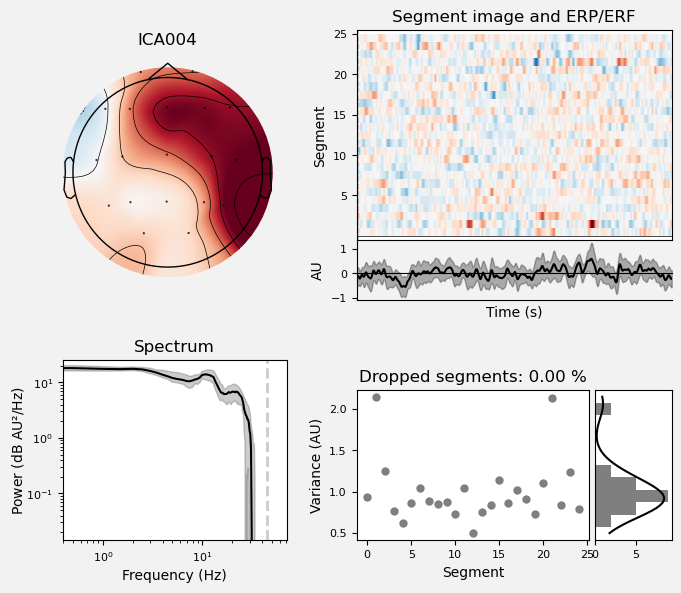 ICA004
Segment image and ERP/ERF
25
20
15
10
5
Segment
1
0
−1
AU
Time (s)
Spectrum
10¹
10⁰
10⁻¹
Power (dB AU²/Hz)
10⁰ 10¹
Frequency (Hz)
Dropped segments: 0.00 %
2.0
1.5
1.0
0.5
Variance (AU)
0 5 10 15 20 25
Segment
0 5